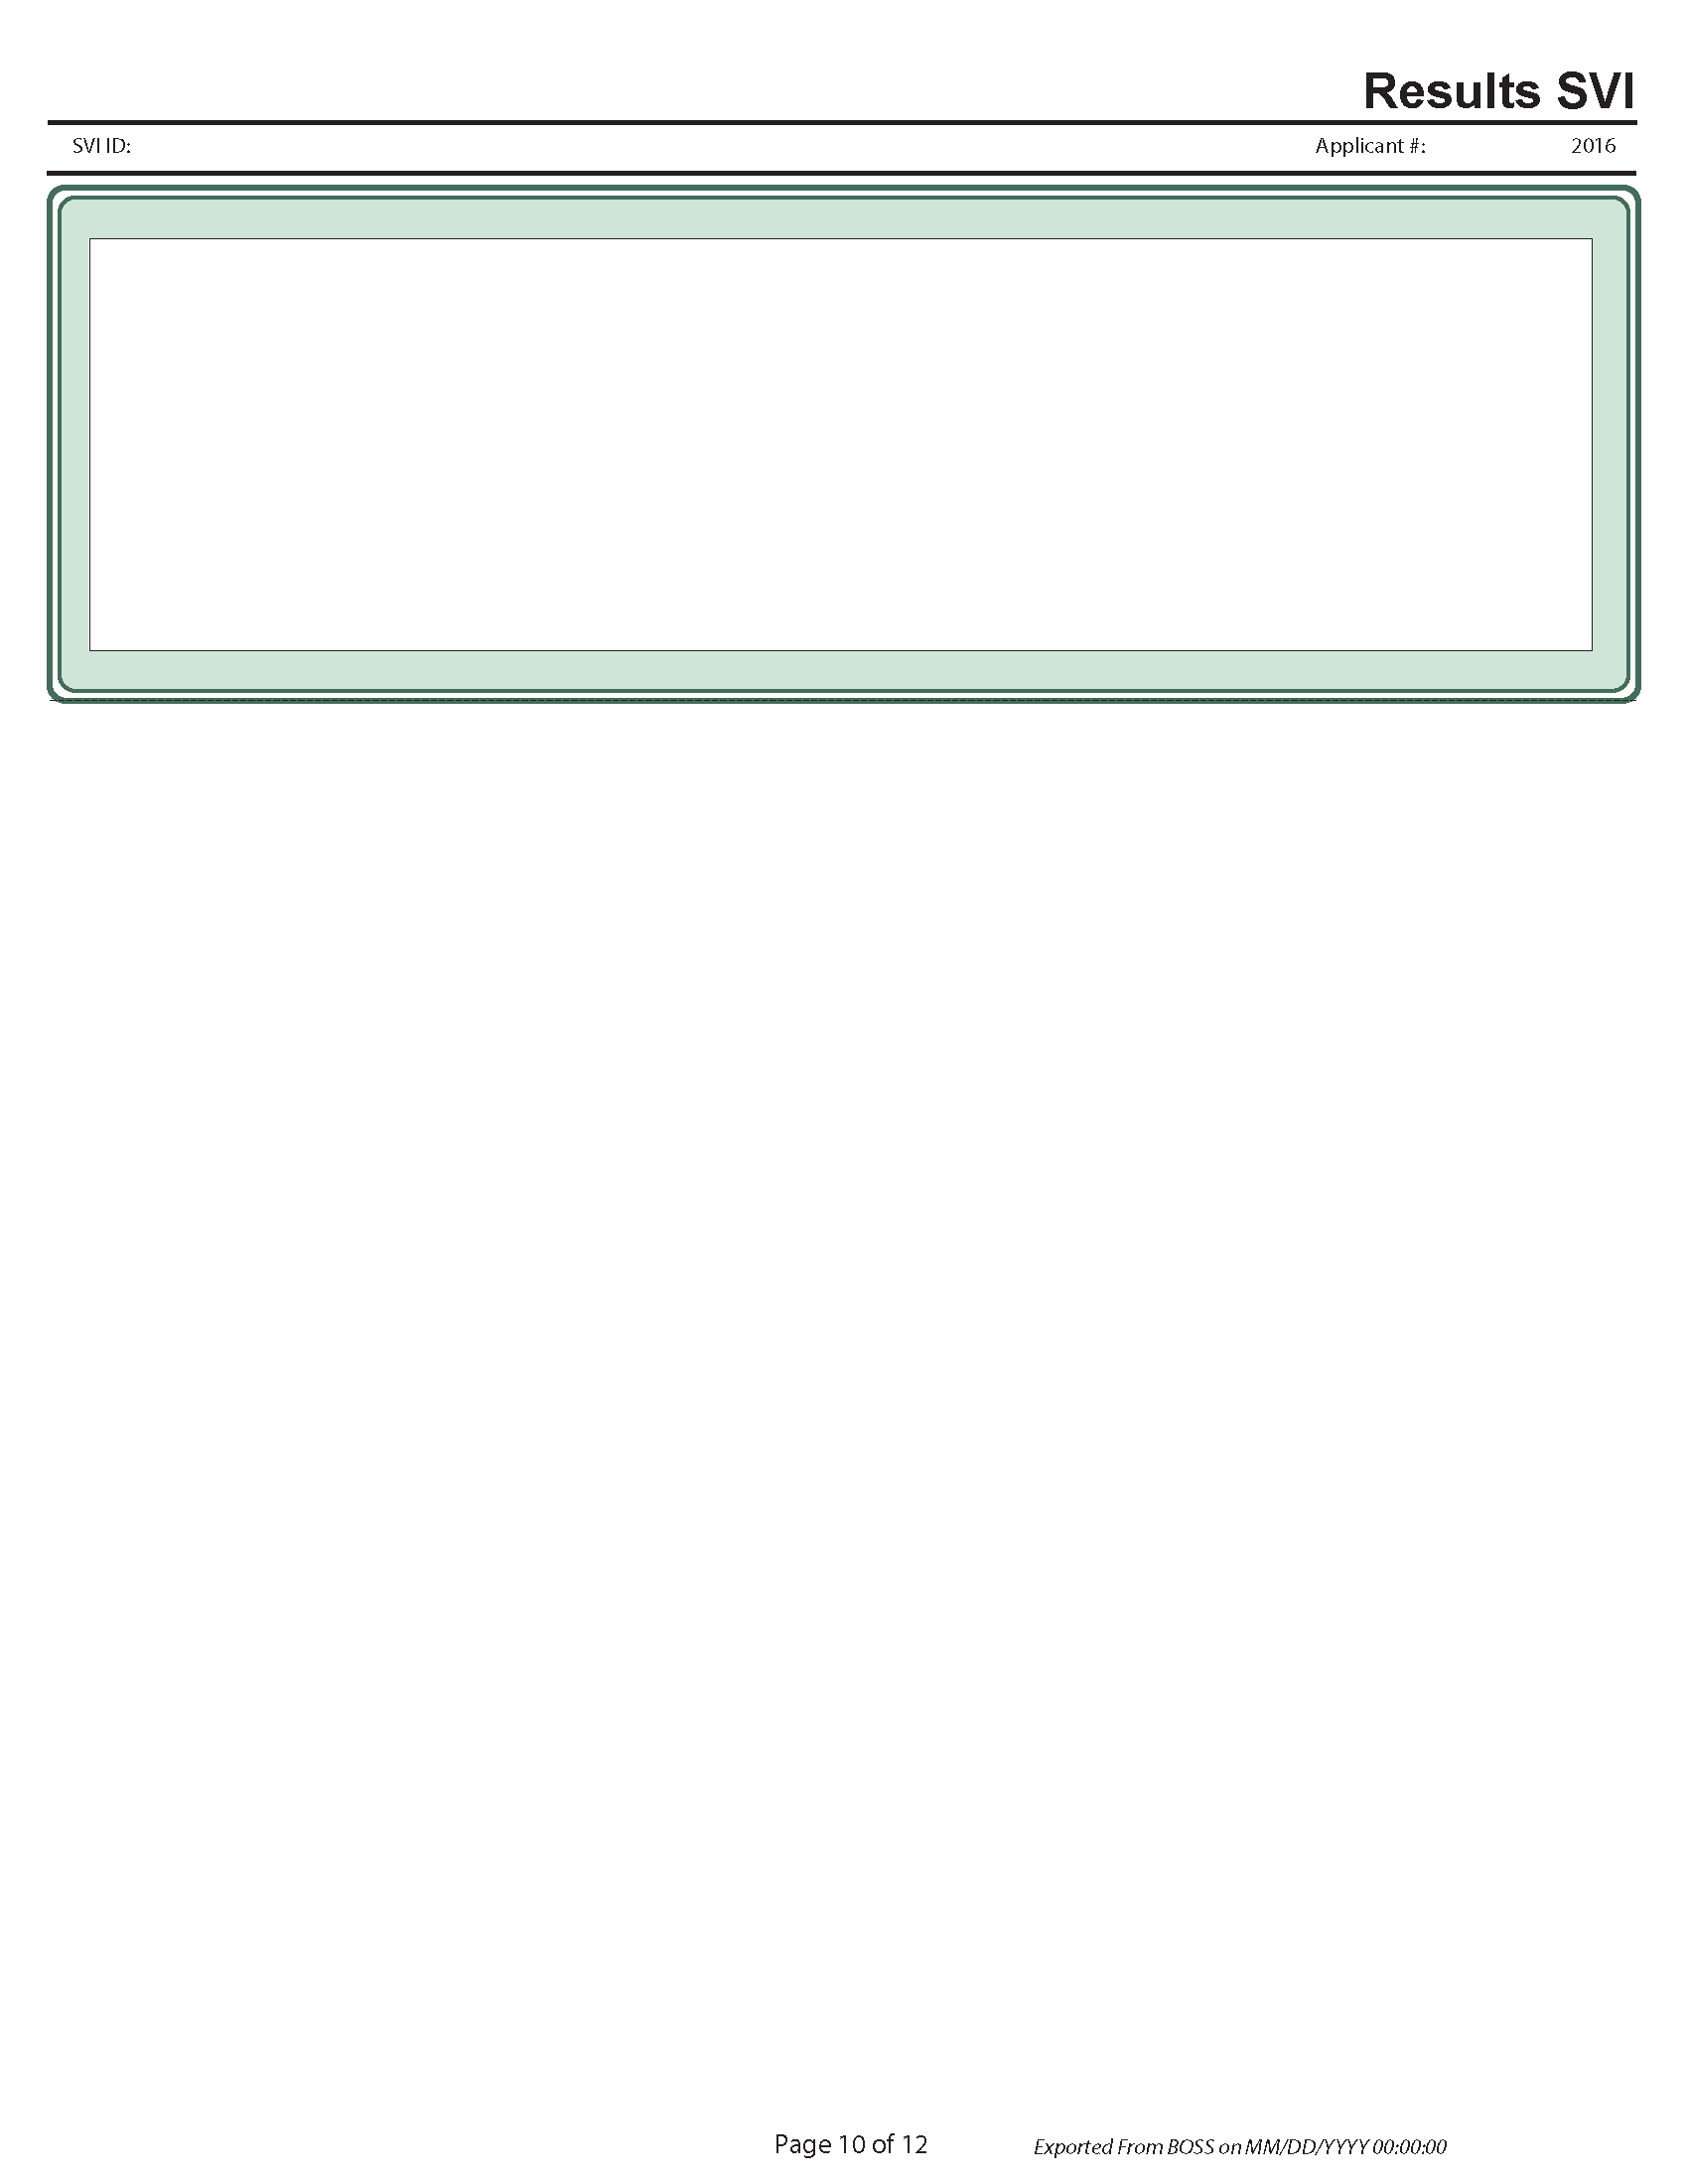 Results SVI
SVI ID: Applicant #: 2016
Page 10 of 12 Exported From BOSS on MM/DD/YYYY 00:00:00